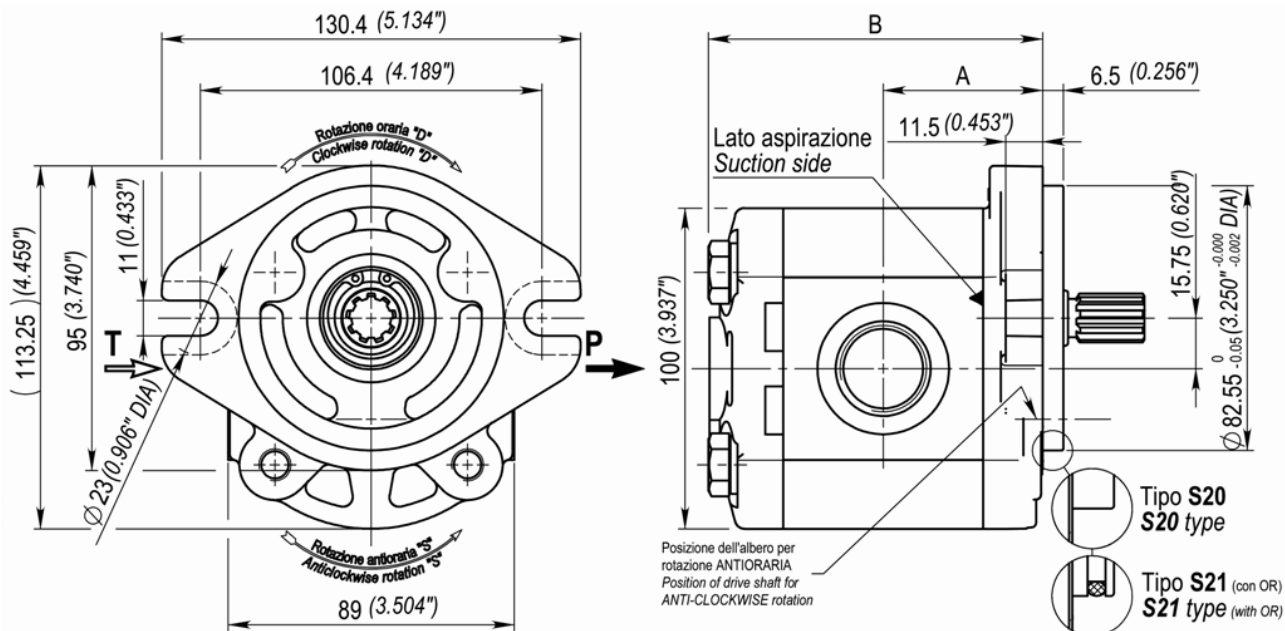 130.4 (5.134")
106.4 (4.189")
Rotazione oraria "D"
Clockwise rotation "D"
11 (0.433")
95 (3.740")
(113.25) (4.459")
T
P
Ø 23 (0.906" DIA)
Rotazione antioraria "S"
Anticlockwise rotation "S"
89 (3.504")
B
A
6.5 (0.256")
11.5 (0.453")
Lato aspirazione
Suction side
100 (3.937")
15.75 (0.620")
Ø 82.55 0 -0.05 (3.250" -0.000 -0.002 DIA)
Posizione dell'albero per
rotazione ANTIORARIA
Position of drive shaft for
ANTI-CLOCKWISE rotation
Tipo S20
S20 type
Tipo S21 (con OR)
S21 type (with OR)